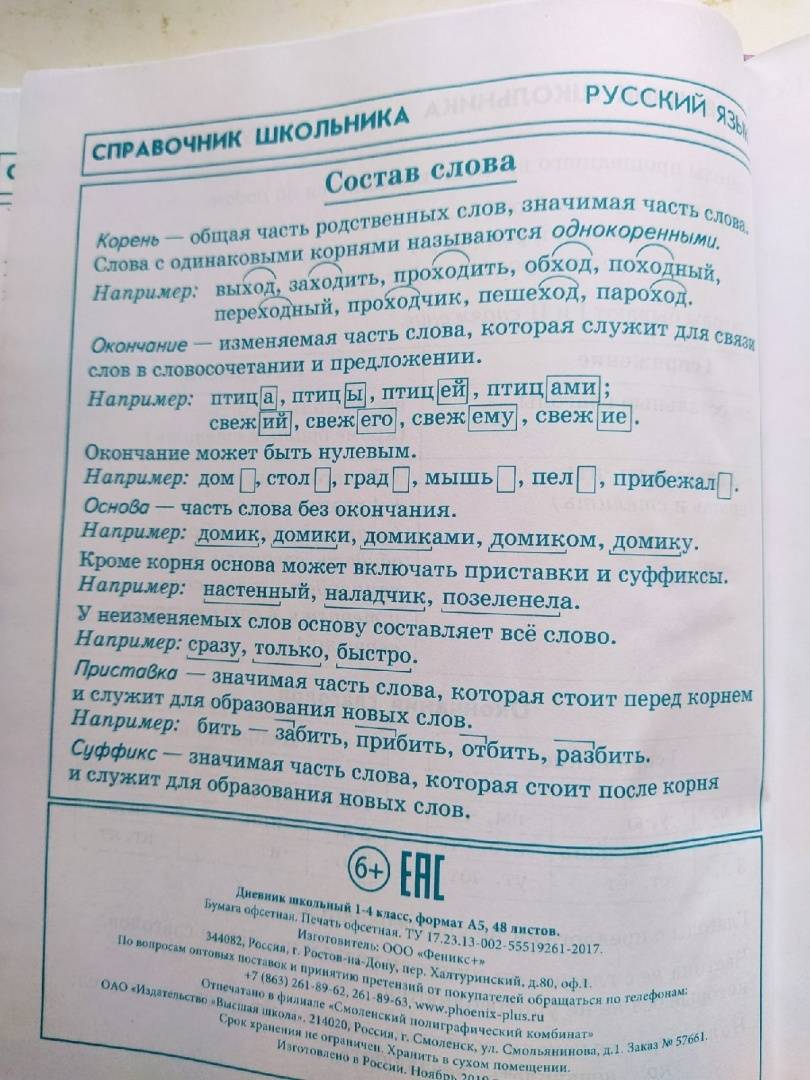 СПРАВОЧНИК ШКОЛЬНИКА РУССКИЙ ЯЗЫК
Состав слова
Корень — общая часть родственных слов, значимая часть слова.
Слова с одинаковыми корнями называются однокоренными.
Например: выход, заходить, проходить, обход, походный,
переходный, проходчик, пешеход, пароход.
Окончание — изменяемая часть слова, которая служит для связи
слов в словосочетании и предложении.
Например: птица, птицы, птицей, птицами;
свежий, свежего, свежему, свежие.
Окончание может быть нулевым.
Например: дом, стол, град, мышь, пел, прибежал.
Основа — часть слова без окончания.
Например: домик, домики, домиками, домиком, домику.
Кроме корня основа может включать приставки и суффиксы.
Например: настенный, наладчик, позеленела.
У неизменяемых слов основу составляет всё слово.
Например: сразу, только, быстро.
Приставка — значимая часть слова, которая стоит перед корнем
и служит для образования новых слов.
Например: бить — забить, прибить, отбить, разбить.
Суффикс — значимая часть слова, которая стоит после корня
и служит для образования новых слов.
6+ EAC
Дневник школьный 1-4 класс, формат А5, 48 листов.
Бумага офсетная. Печать офсетная. ТУ 17.23.13-002-55519261-2017.
Изготовитель: ООО «Феникс+»
344082, Россия, г. Ростов-на-Дону, пер. Халтуринский, д.80, оф.1.
По вопросам оптовых поставок и принятию претензий от покупателей обращаться по телефонам:
+7 (863) 261-89-62, 261-89-63, www.phoenix-plus.ru
Отпечатано в филиале «Смоленский полиграфический комбинат»
ОАО «Издательство «Высшая школа». 214020, Россия, г. Смоленск, ул. Смольянинова, д.1. Заказ № 57661.
Срок хранения не ограничен. Хранить в сухом помещении.
Изготовлено в России. Ноябрь